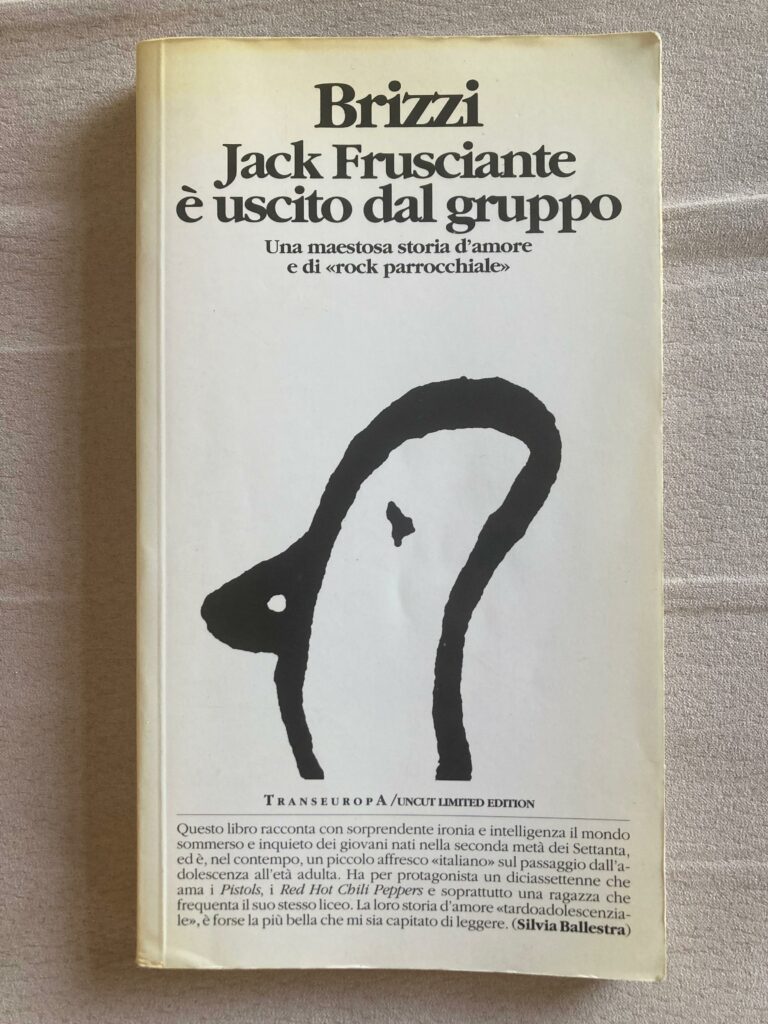 Brizzi
Jack Frusciante
è uscito dal gruppo
Una maestosa storia d'amore
e di «rock parrocchiale»
TRANSEUROPA /UNCUT LIMITED EDITION
Questo libro racconta con sorprendente ironia e intelligenza il mondo
sommerso e inquieto dei giovani nati nella seconda metà dei Settanta,
ed è, nel contempo, un piccolo affresco «italiano» sul passaggio dall'a-
dolescenza all'età adulta. Ha per protagonista un diciassettenne che
ama i Pistols, i Red Hot Chili Peppers e soprattutto una ragazza che
frequenta il suo stesso liceo. La loro storia d'amore «tardoadolescenzia-
le», è forse la più bella che mi sia capitato di leggere. (Silvia Ballestra)